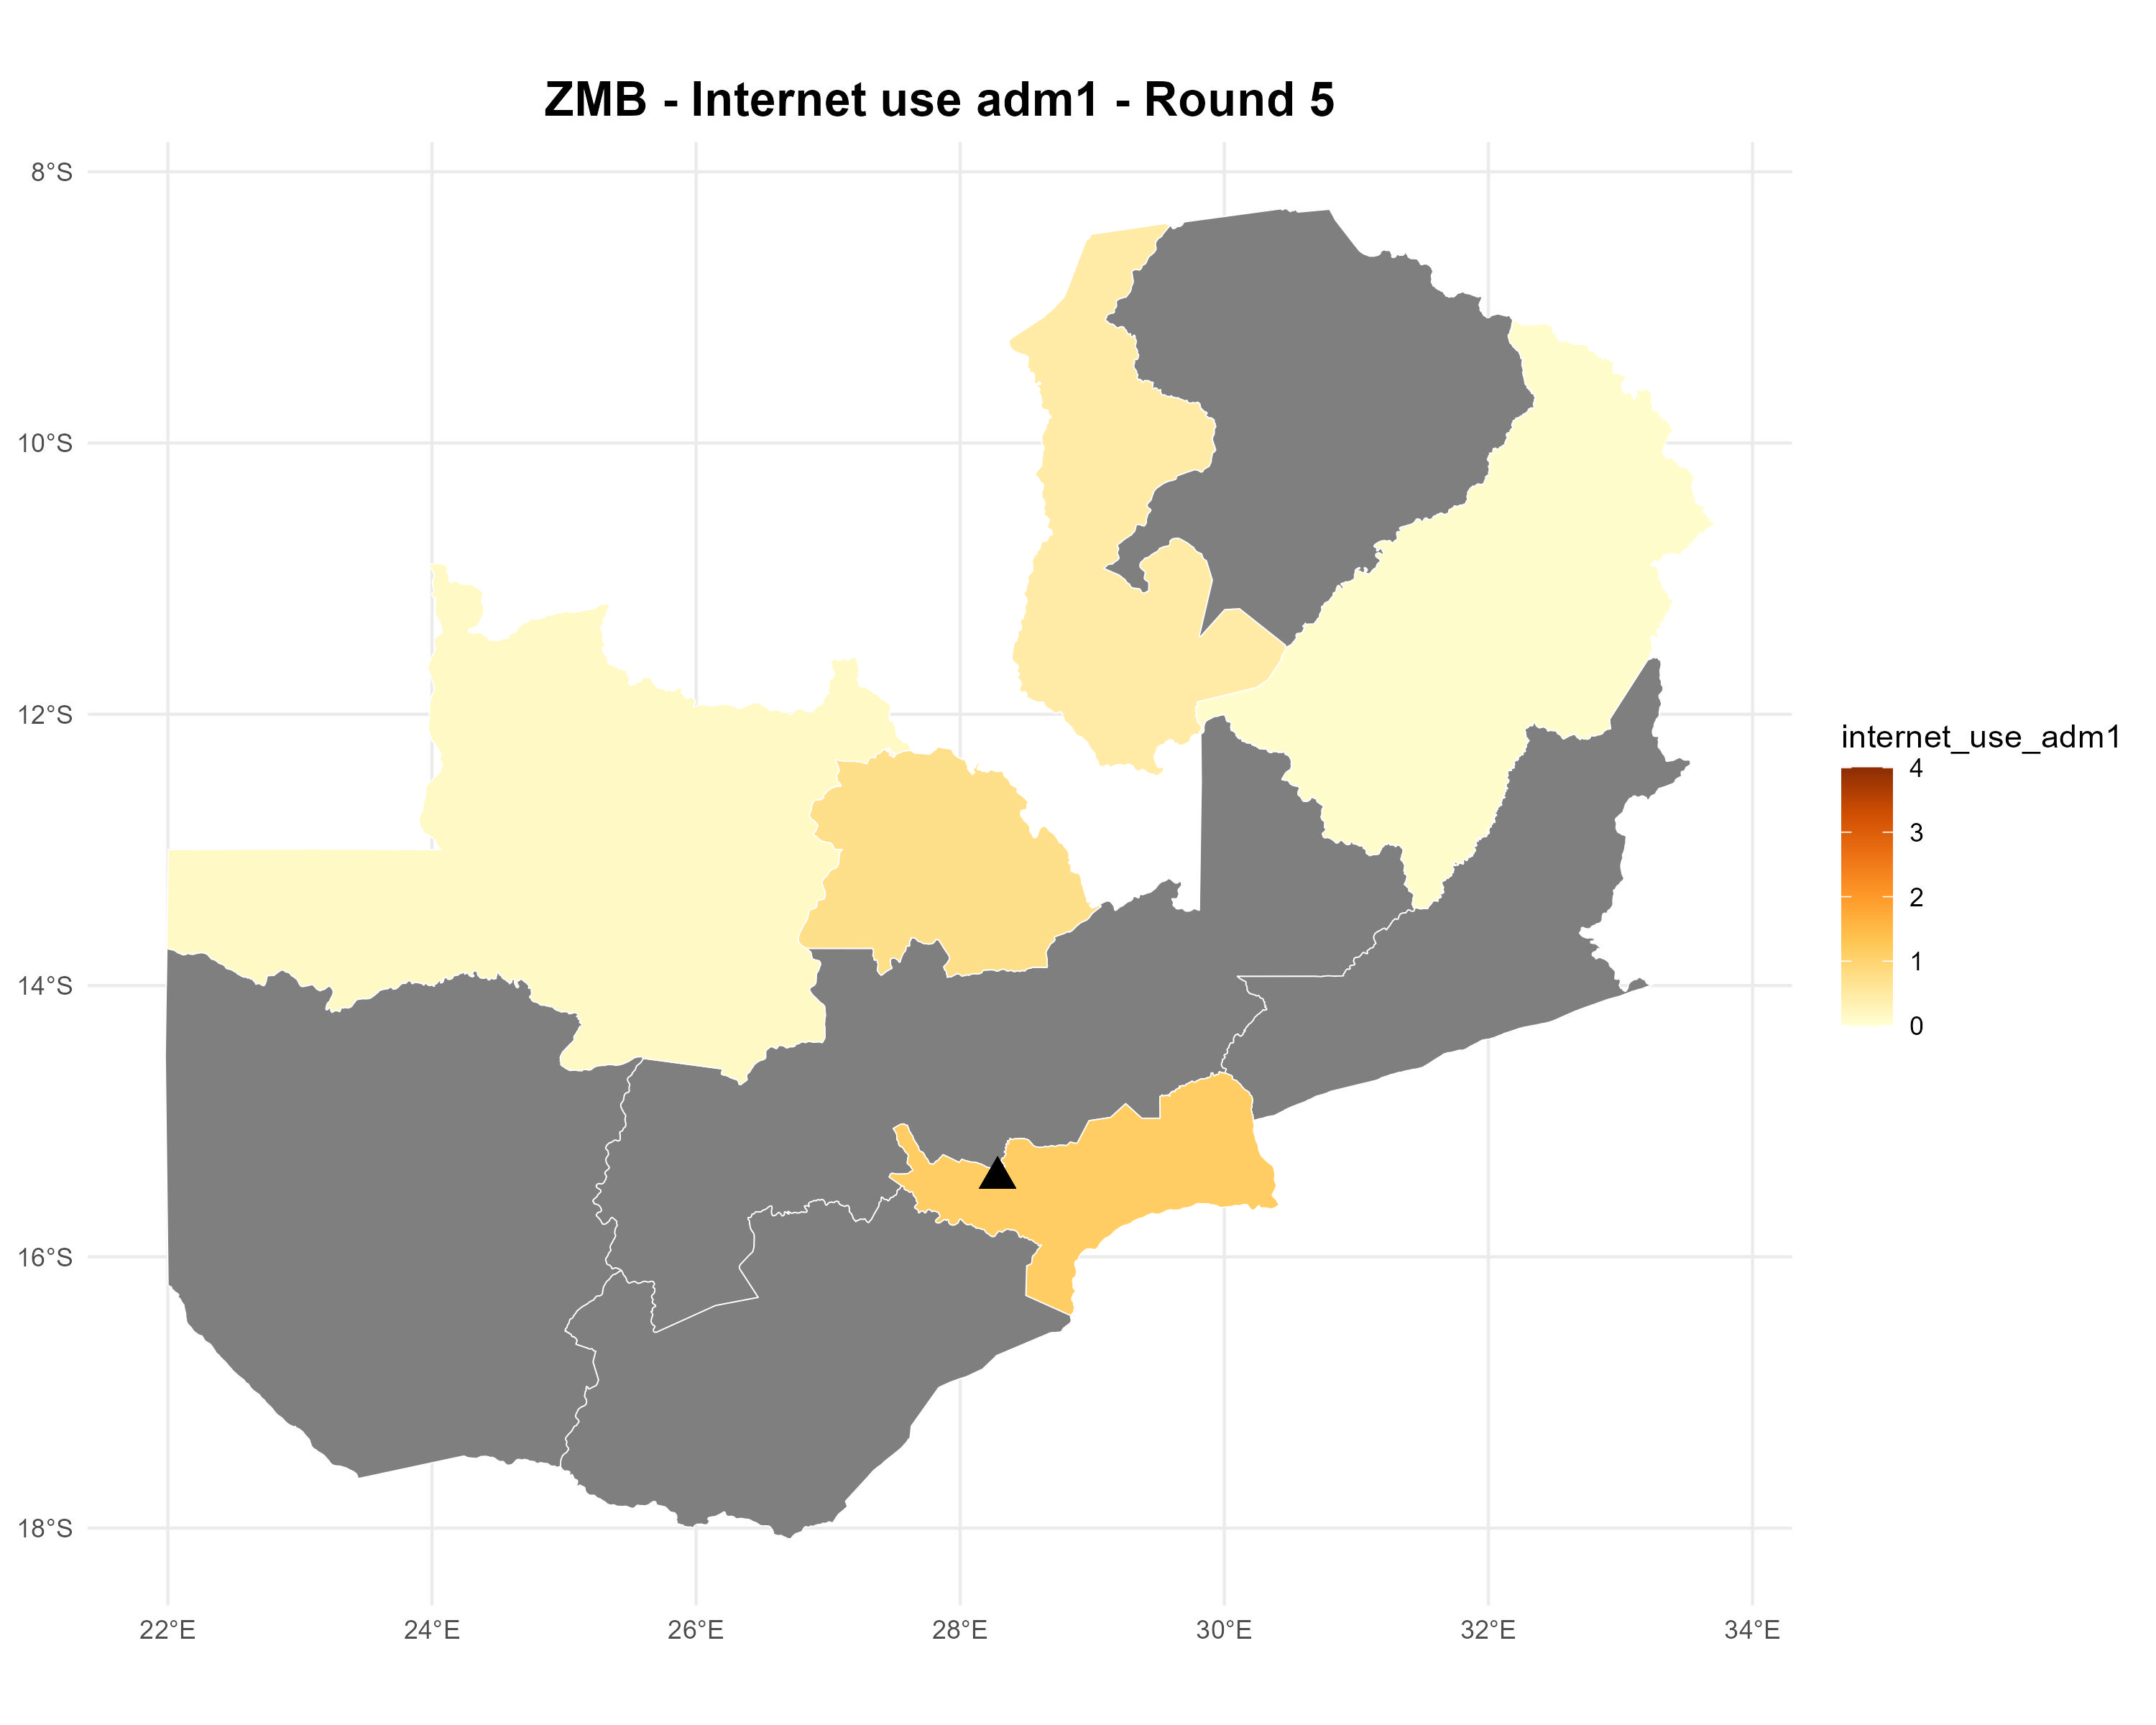 ZMB - Internet use adm1 - Round 5
8°S
10°S
12°S
14°S
16°S
18°S
22°E
24°E
26°E
28°E
30°E
32°E
34°E
internet_use_adm1
4
3
2
1
0